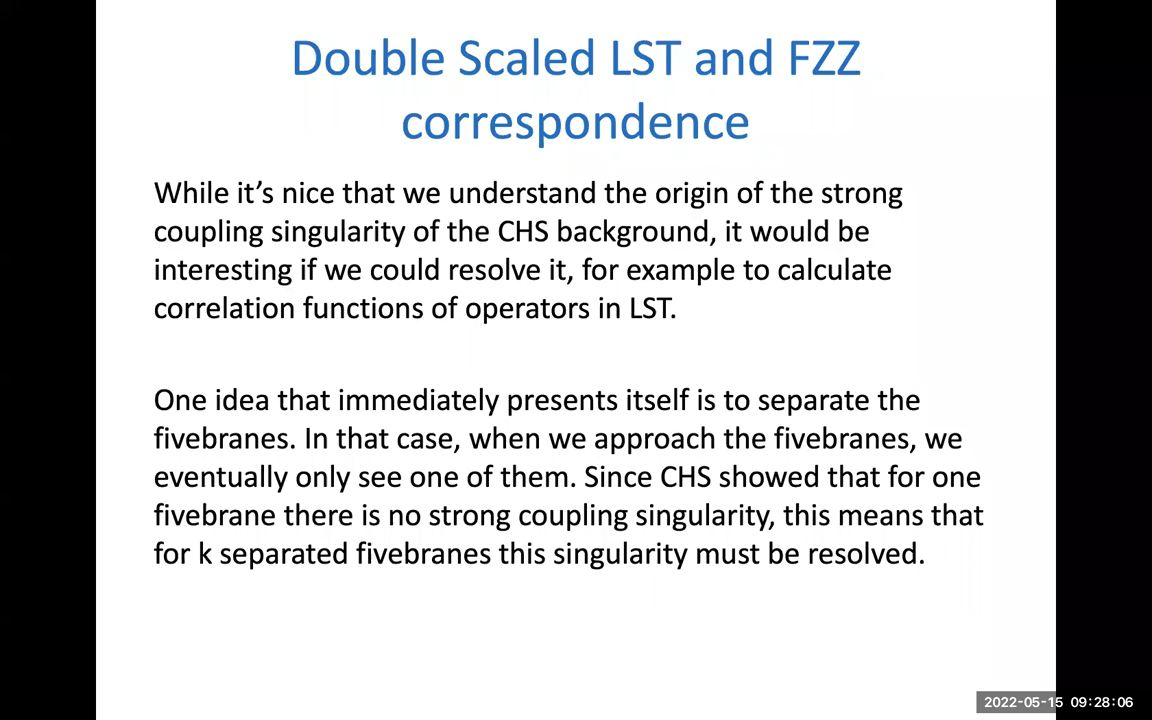 Double Scaled LST and FZZ
correspondence
While it’s nice that we understand the origin of the strong
coupling singularity of the CHS background, it would be
interesting if we could resolve it, for example to calculate
correlation functions of operators in LST.
One idea that immediately presents itself is to separate the
fivebranes. In that case, when we approach the fivebranes, we
eventually only see one of them. Since CHS showed that for one
fivebrane there is no strong coupling singularity, this means that
for k separated fivebranes this singularity must be resolved.
2022-05-15 09:28:06